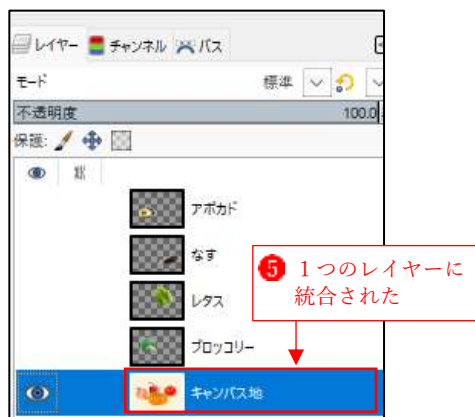 レイヤー チャンネル パス
モード 標準
不透明度 100.0
保護:
アボカド
なす
❺ 1つのレイヤーに
統合された
レタス
ブロッコリー
キャンバス地